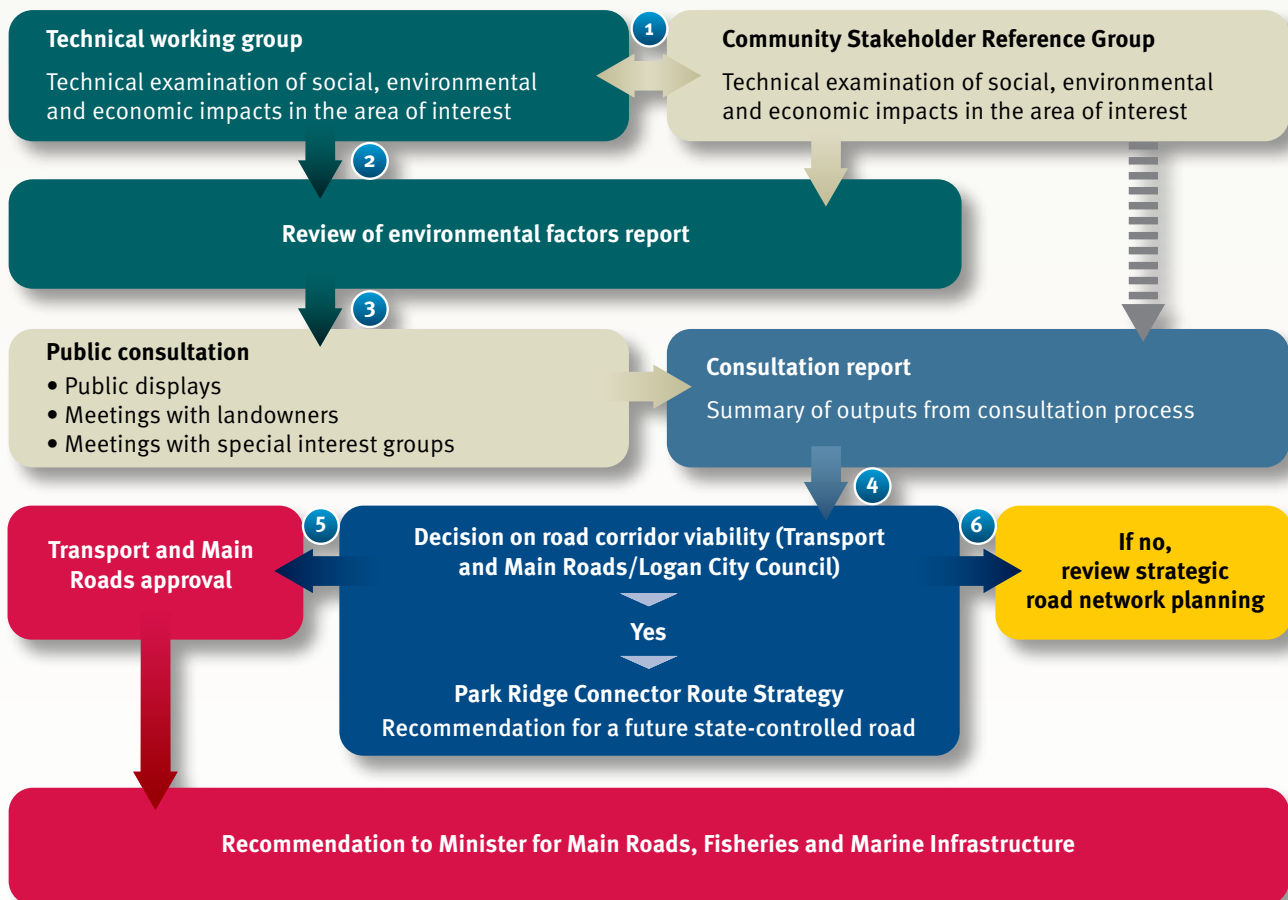 1
Technical working group
Technical examination of social, environmental
and economic impacts in the area of interest
Community Stakeholder Reference Group
Technical examination of social, environmental
and economic impacts in the area of interest
2
Review of environmental factors report
3
Public consultation
• Public displays
• Meetings with landowners
• Meetings with special interest groups
Consultation report
Summary of outputs from consultation process
4
5
Transport and Main
Roads approval
Decision on road corridor viability (Transport
and Main Roads/Logan City Council)
Yes
Park Ridge Connector Route Strategy
Recommendation for a future state-controlled road
6
If no,
review strategic
road network planning
Recommendation to Minister for Main Roads, Fisheries and Marine Infrastructure